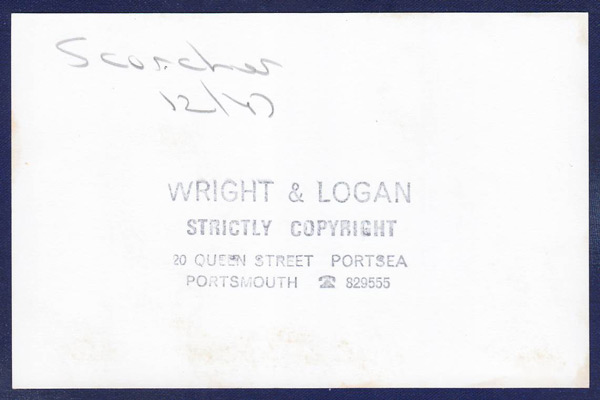 Scorcher
12/47
WRIGHT & LOGAN
STRICTLY COPYRIGHT
20 QUEEN STREET PORTSEA
PORTSMOUTH ☎ 829555